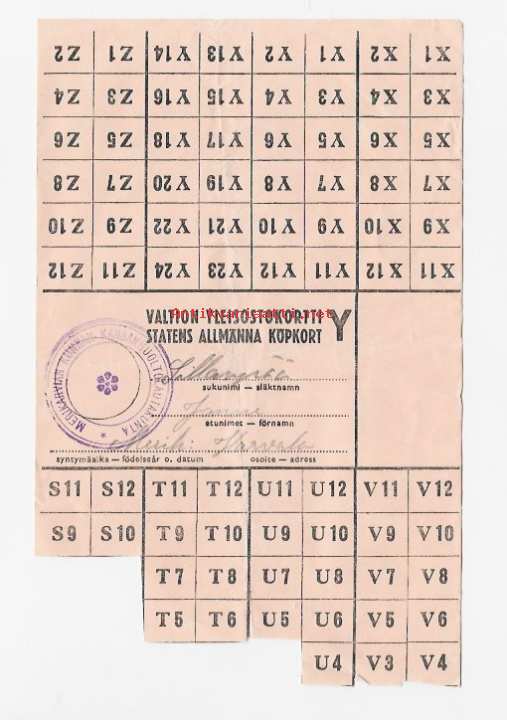 Z2 Z1 Y14 Y13 Y2 Y1 X2 X1
Z4 Z3 Y16 Y15 Y4 Y3 X4 X3
Z6 Z5 Y18 Y17 Y6 Y5 X6 X5
Z8 Z7 Y20 Y19 Y8 Y7 X8 X7
Z10 Z9 Y22 Y21 Y10 Y9 X10 X9
Z12 Z11 Y24 Y23 Y12 Y11 X12 X11
VALTION YLEISOSTOKORTTI Y
STATENS ALLMÄNNA KÖPKORT
MERIKARVIAN KUNNAN KANSANHUOLTOLAUTAKUNTA
sukunimi — släktnamn
etunimet — förnamn
syntymäaika — födelseår o. datum osoite — adress
S11 S12 T11 T12 U11 U12 V11 V12
S9 S10 T9 T10 U9 U10 V9 V10
T7 T8 U7 U8 V7 V8
T5 T6 U5 U6 V5 V6
U4 V3 V4